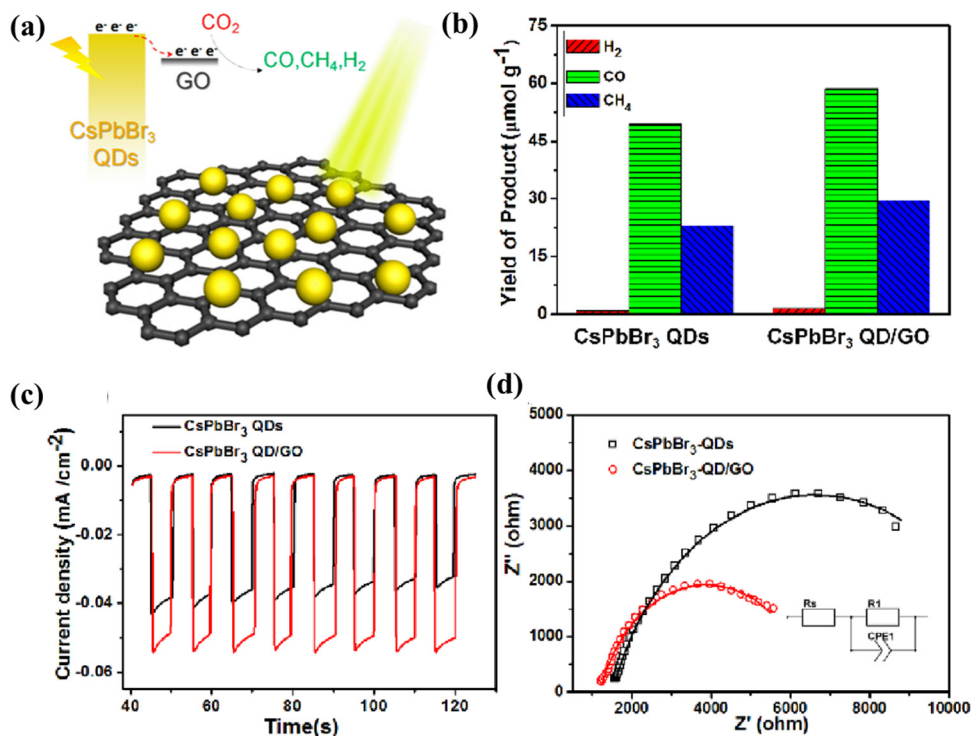 (a)
e⁻ e⁻ e⁻
CO₂
e⁻ e⁻ e⁻
GO
CO,CH₄,H₂
CsPbBr₃
QDs
(b)
Yield of Product (μmol g⁻¹)
75
60
45
30
15
0
H₂
CO
CH₄
CsPbBr₃ QDs
CsPbBr₃ QD/GO
(c)
Current density (mA /cm⁻²)
0.00
-0.02
-0.04
-0.06
CsPbBr₃ QDs
CsPbBr₃ QD/GO
40 60 80 100 120
Time(s)
(d)
Z'' (ohm)
5000
4000
3000
2000
1000
0
CsPbBr₃-QDs
CsPbBr₃-QD/GO
Rs
R1
CPE1
2000 4000 6000 8000 10000
Z' (ohm)